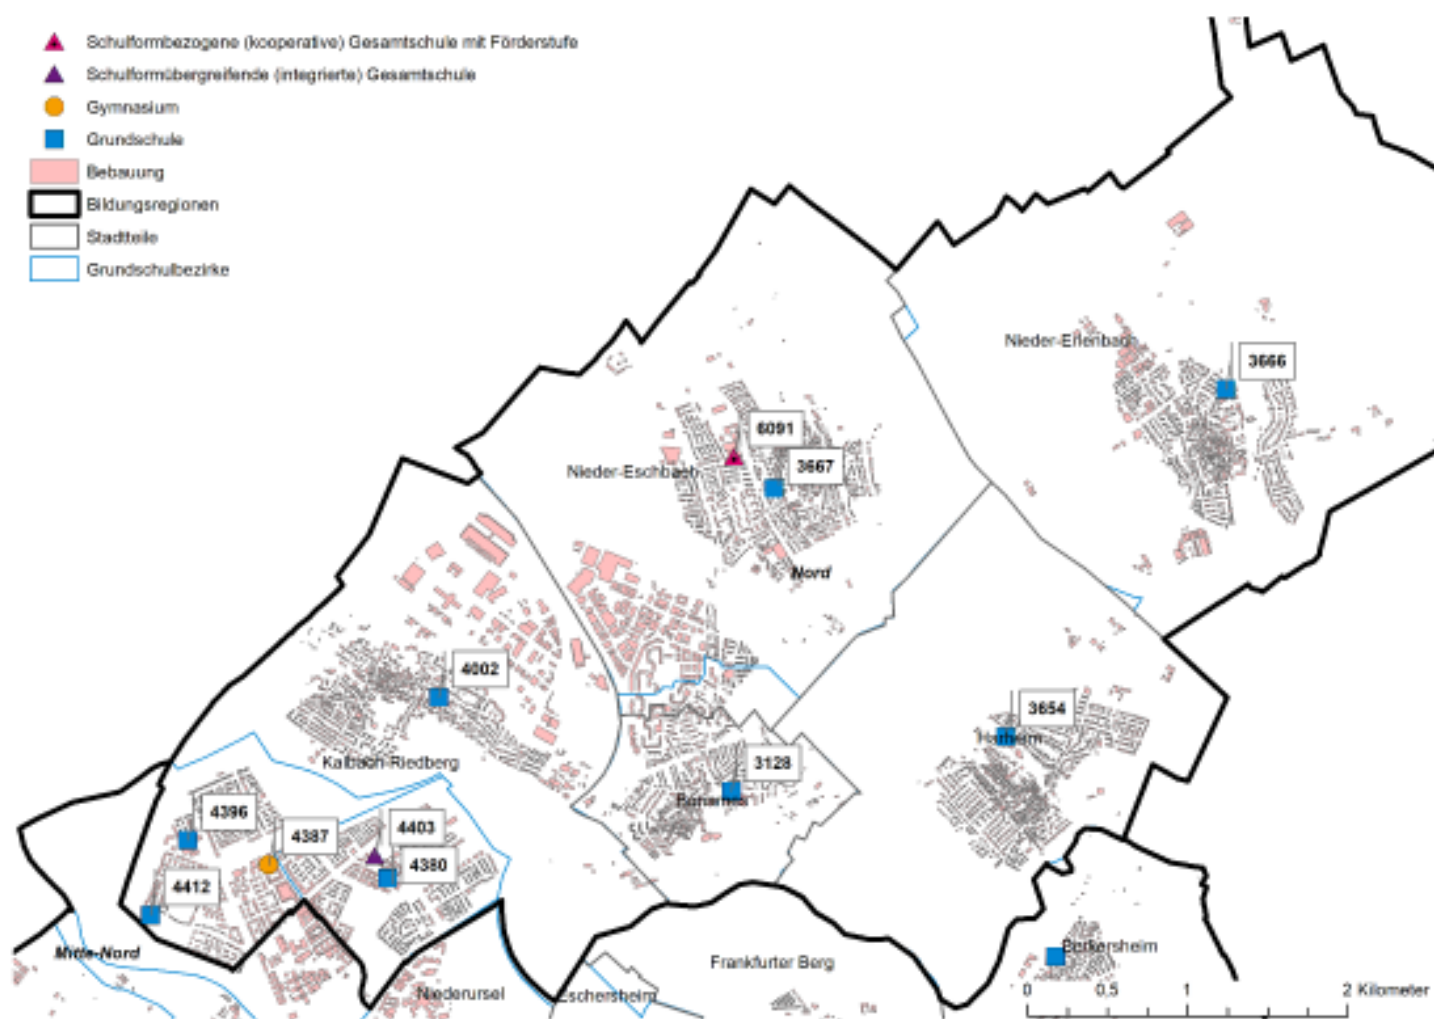 Schulformbezogene (kooperative) Gesamtschule mit Förderstufe
Schulformübergreifende (integrierte) Gesamtschule
Gymnasium
Grundschule
Bebauung
Bildungsregionen
Stadtteile
Grundschulbezirke
Nieder-Erlenbach
3666
6091
3667
Nieder-Eschbach
Nord
4002
3654
Harheim
Kalbach-Riedberg
3128
Bonames
4396
4387
4403
4380
4412
Mitte-Nord
Berkersheim
Frankfurter Berg
Niederursel
Eschersheim
0 0,5 1 2 Kilometer